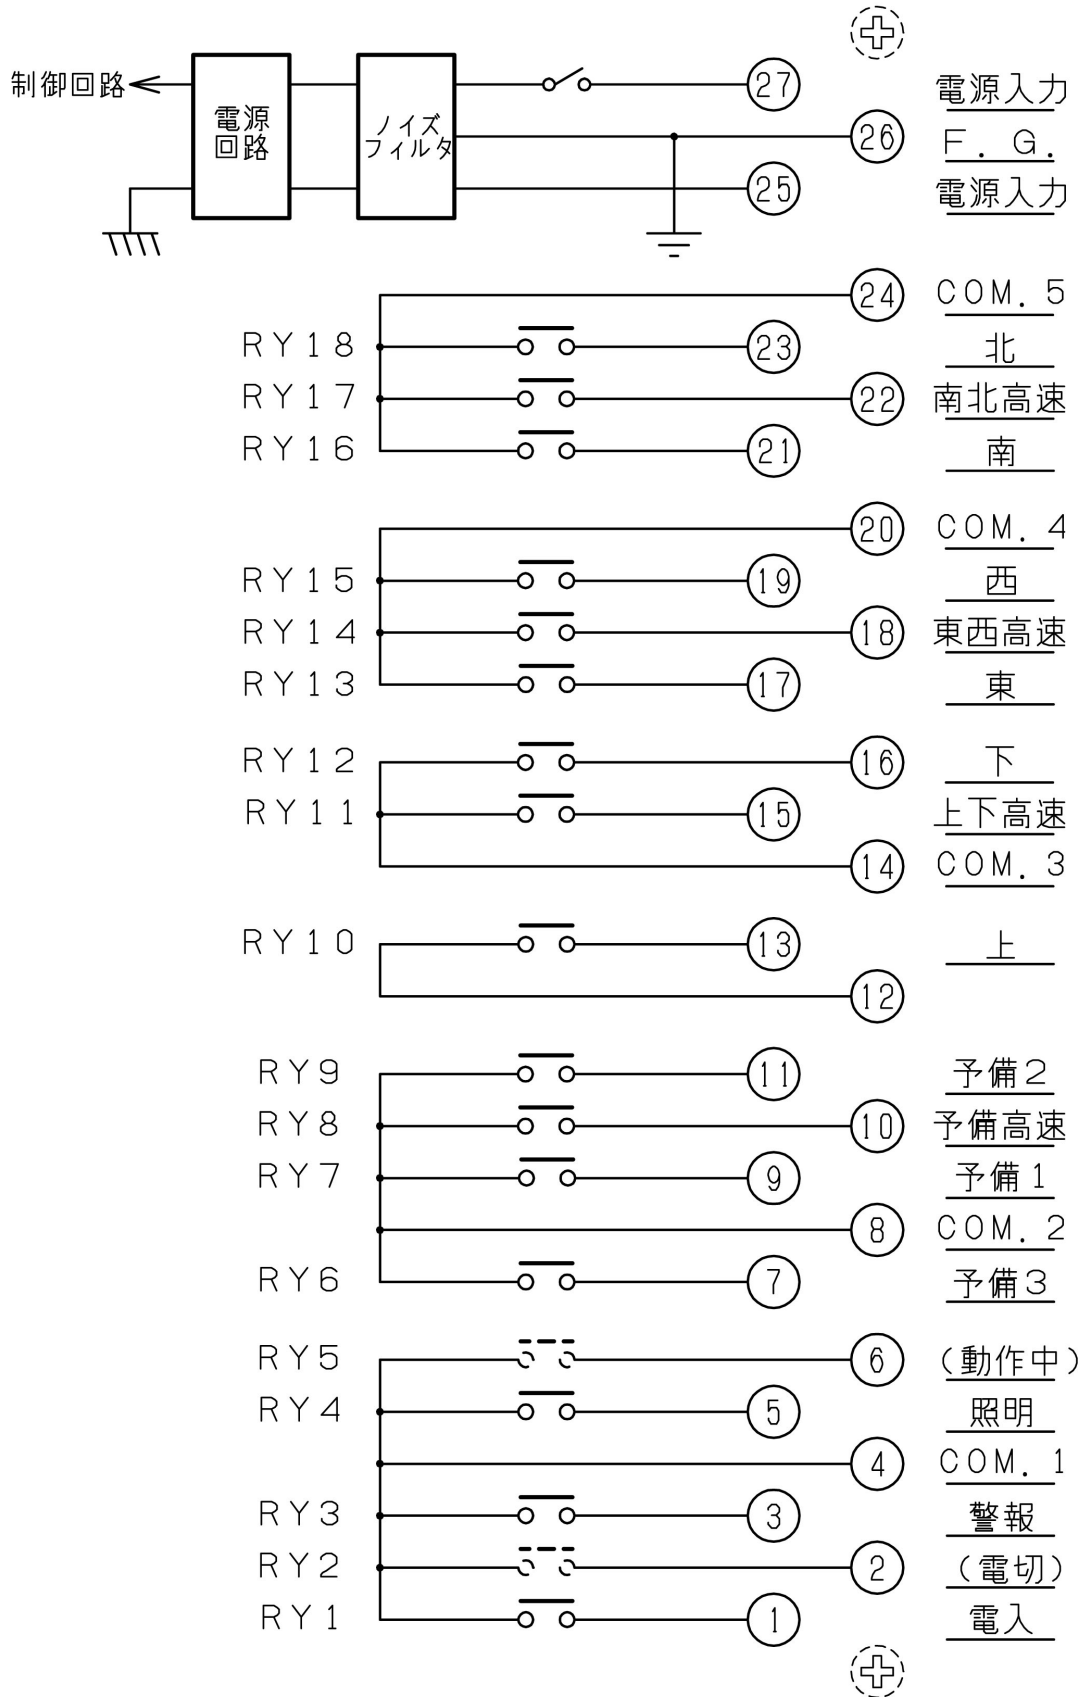 制御回路
電源
回路
ノイズ
フィルタ
27 電源入力
26 F.G.
25 電源入力
24 COM.5
RY18 23 北
RY17 22 南北高速
RY16 21 南
20 COM.4
RY15 19 西
RY14 18 東西高速
RY13 17 東
RY12 16 下
RY11 15 上下高速
14 COM.3
RY10 13 上
12
RY9 11 予備2
RY8 10 予備高速
RY7 9 予備1
8 COM.2
RY6 7 予備3
RY5 6 (動作中)
RY4 5 照明
4 COM.1
RY3 3 警報
RY2 2 (電切)
RY1 1 電入